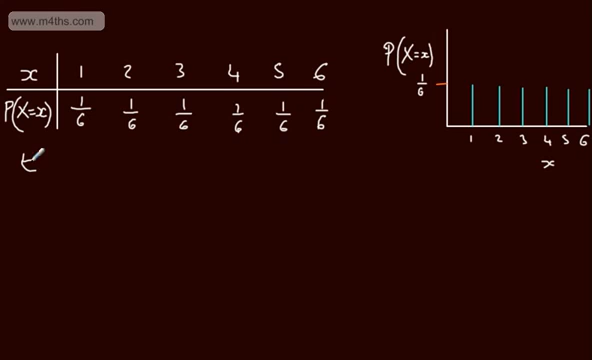 www.m4ths.com
x 1 2 3 4 5 6
P(X=x) 1/6 1/6 1/6 1/6 1/6 1/6
P(X=x)
1/6
1 2 3 4 5 6
x